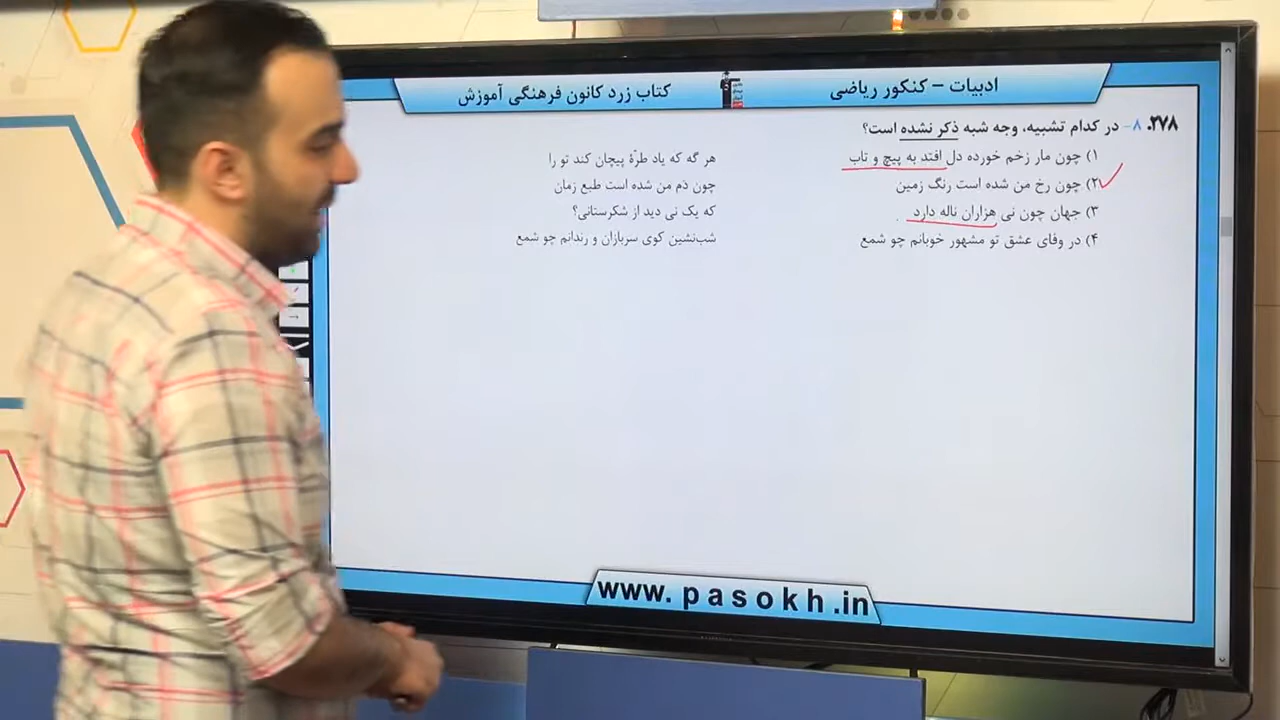 ادبیات – کنکور ریاضی
کتاب زرد کانون فرهنگی آموزش
۲۷۸. ۸– در کدام تشبیه، وجه شبه ذکر نشده است؟
۱) چون مار زخم خورده دل افتد به پیچ و تاب هر گه که یاد طرّهٔ پیچان کند تو را
۲) چون رخ من شده است رنگ زمین چون دَم من شده است طبع زمان
۳) جهان چون نی هزاران ناله دارد که یک نی دید از شکرستانی؟
۴) در وفای عشق تو مشهور خوبانم چو شمع شب‌نشین کوی سربازان و رندانم چو شمع
www.pasokh.in